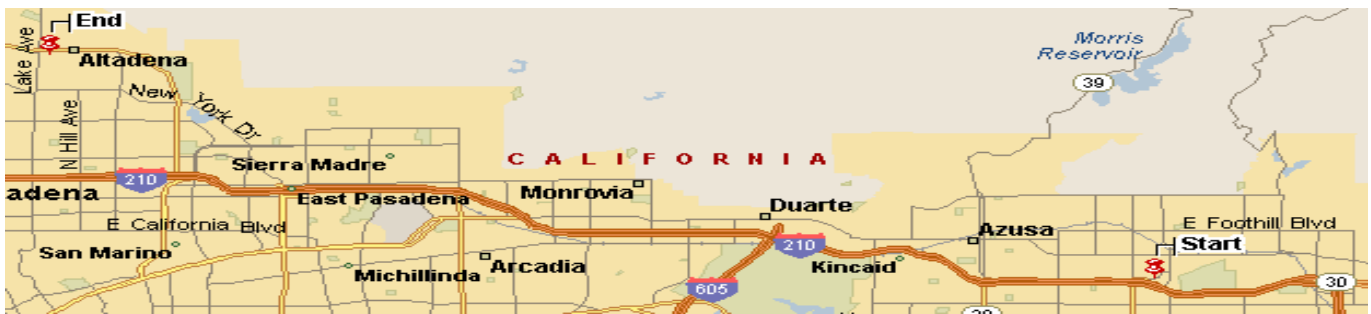 End
Lake Ave
Altadena
New York Dr
N Hill Ave
Morris
Reservoir
39
CALIFORNIA
Sierra Madre
210
adena
East Pasadena
Monrovia
Duarte
E California Blvd
San Marino
Michillinda
Arcadia
210
Kincaid
Azusa
E Foothill Blvd
Start
605
30
39